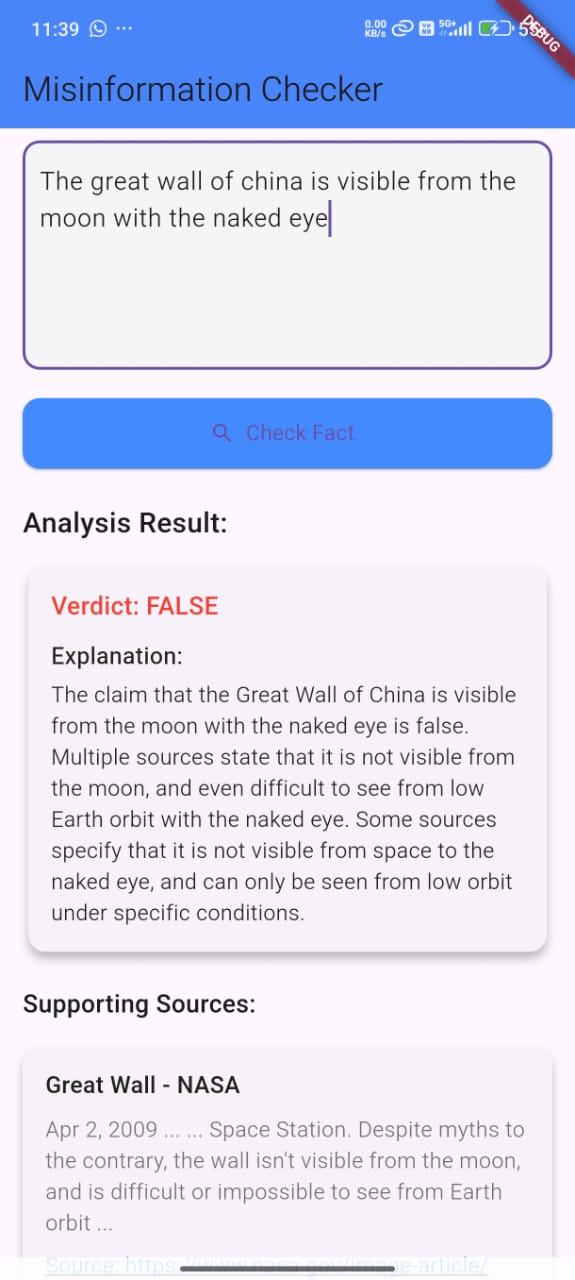 11:39 ...
0.00 KB/s 5G+
DEBUG
Misinformation Checker
The great wall of china is visible from the
moon with the naked eye
Check Fact
Analysis Result:
Verdict: FALSE
Explanation:
The claim that the Great Wall of China is visible
from the moon with the naked eye is false.
Multiple sources state that it is not visible from
the moon, and even difficult to see from low
Earth orbit with the naked eye. Some sources
specify that it is not visible from space to the
naked eye, and can only be seen from low orbit
under specific conditions.
Supporting Sources:
Great Wall - NASA
Apr 2, 2009 ... ... Space Station. Despite myths to
the contrary, the wall isn't visible from the moon,
and is difficult or impossible to see from Earth
orbit ...
Source: https://www.nasa.gov/image-article/